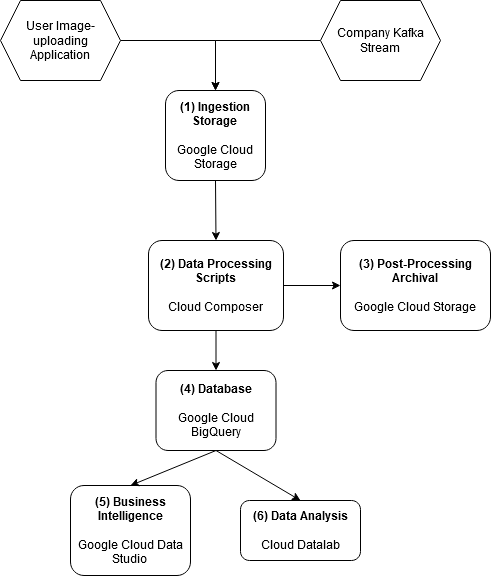 User Image-
uploading
Application
Company Kafka
Stream
(1) Ingestion
Storage
Google Cloud
Storage
(2) Data Processing
Scripts
Cloud Composer
(3) Post-Processing
Archival
Google Cloud Storage
(4) Database
Google Cloud
BigQuery
(5) Business
Intelligence
Google Cloud Data
Studio
(6) Data Analysis
Cloud Datalab